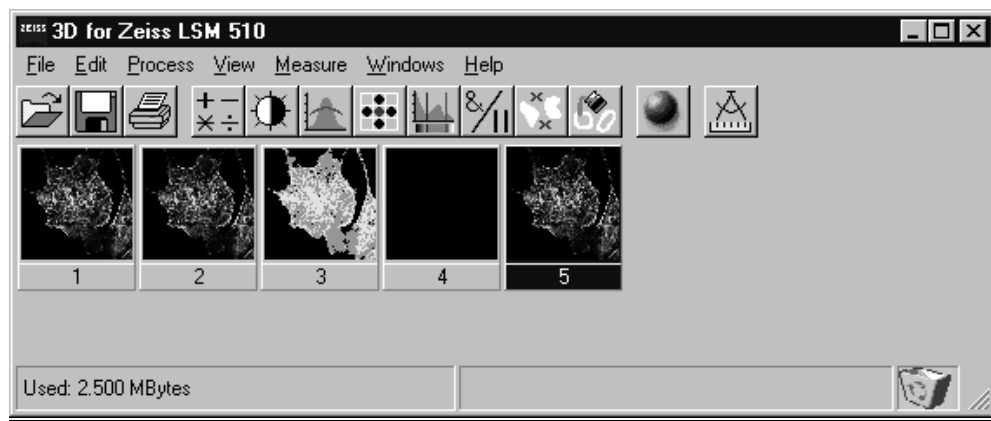 ZEISS 3D for Zeiss LSM 510
File Edit Process View Measure Windows Help
+ − × ÷ &/||
1 2 3 4 5
Used: 2.500 MBytes